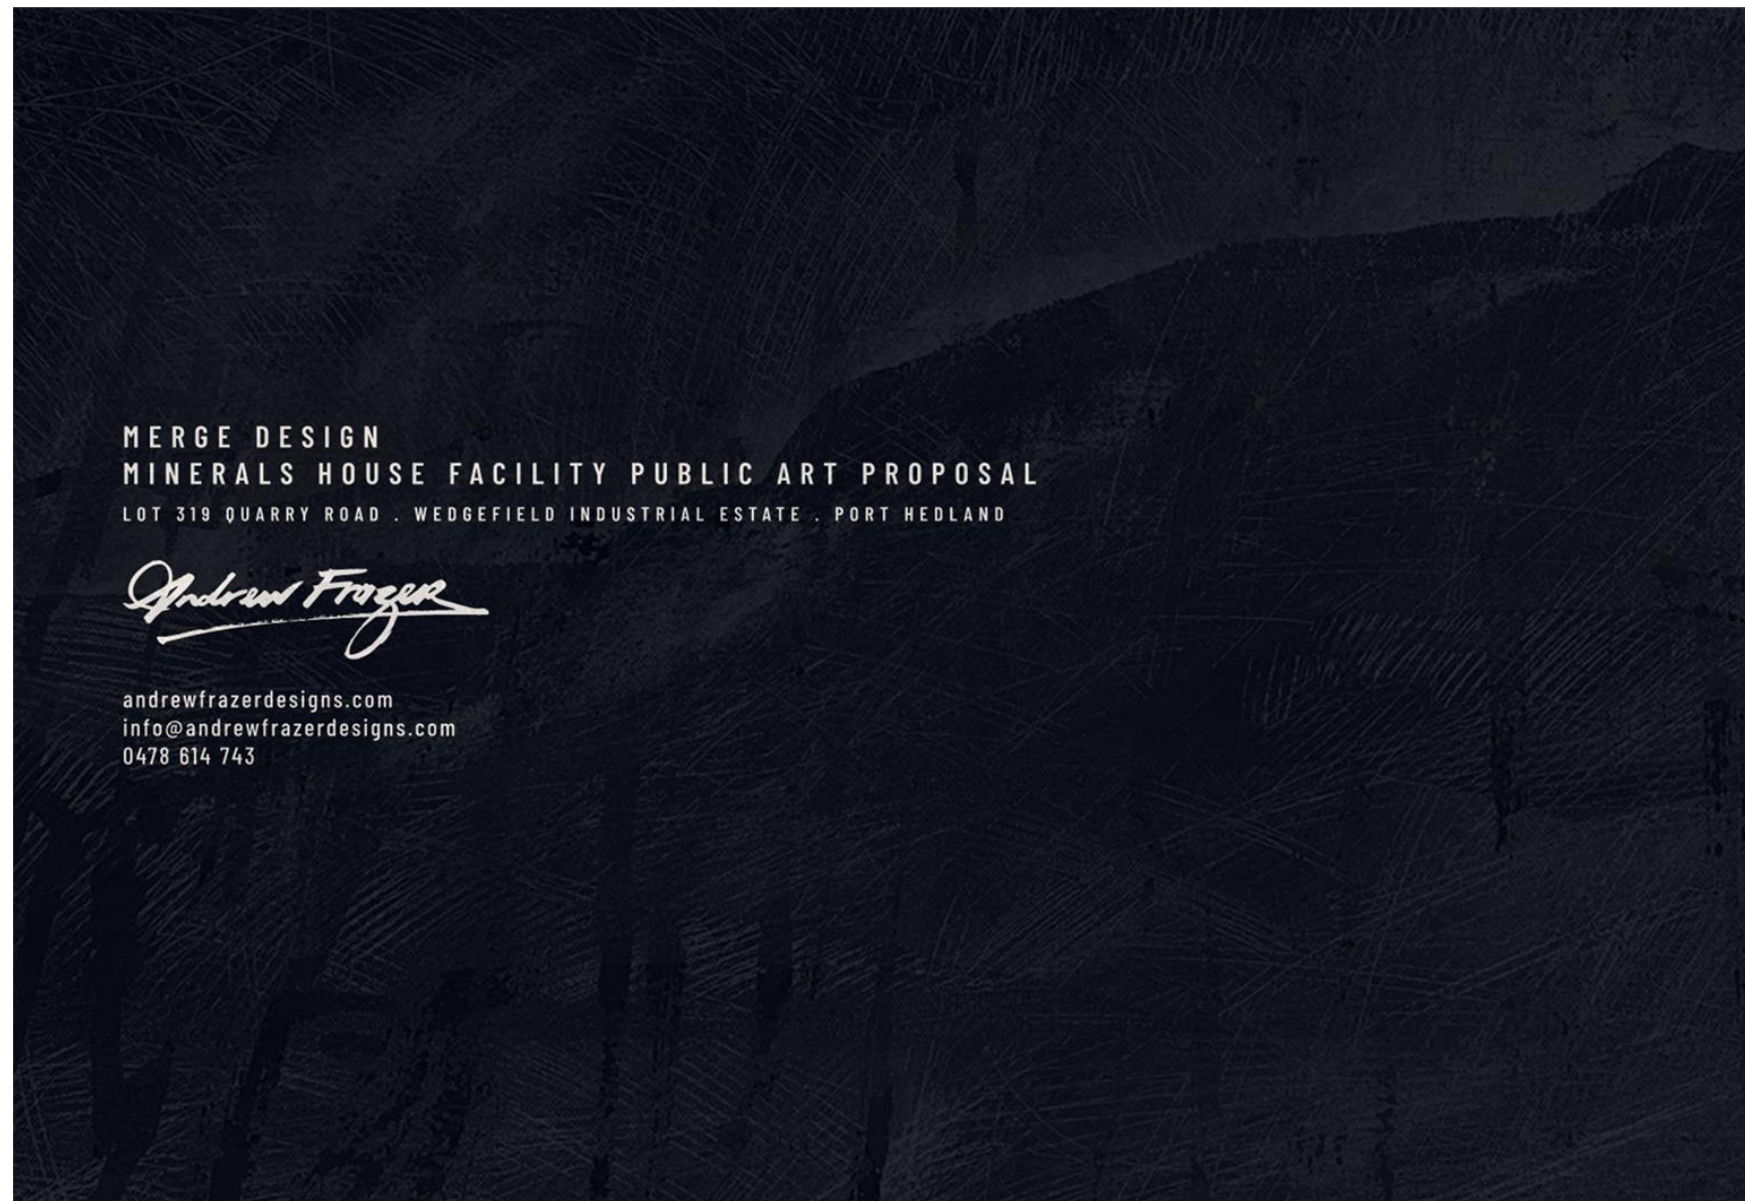 MERGE DESIGN
MINERALS HOUSE FACILITY PUBLIC ART PROPOSAL
LOT 319 QUARRY ROAD . WEDGEFIELD INDUSTRIAL ESTATE . PORT HEDLAND
Andrew Frazer
andrewfrazerdesigns.com
info@andrewfrazerdesigns.com
0478 614 743